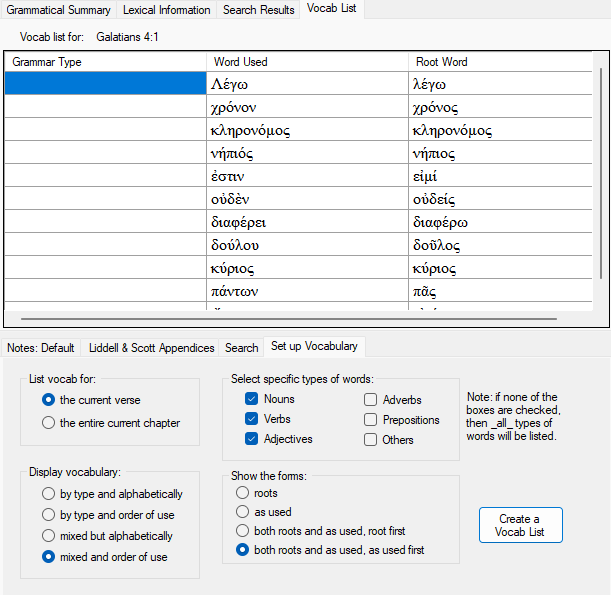 Grammatical Summary Lexical Information Search Results Vocab List
Vocab list for: Galatians 4:1
Grammar Type Word Used Root Word
Λέγω λέγω
χρόνον χρόνος
κληρονόμος κληρονόμος
νήπιός νήπιος
ἐστιν εἰμί
οὐδὲν οὐδείς
διαφέρει διαφέρω
δούλου δοῦλος
κύριος κύριος
πάντων πᾶς
Notes: Default Liddell & Scott Appendices Search Set up Vocabulary
List vocab for:
the current verse
the entire current chapter
Display vocabulary:
by type and alphabetically
by type and order of use
mixed but alphabetically
mixed and order of use
Select specific types of words:
Nouns Adverbs
Verbs Prepositions
Adjectives Others
Show the forms:
roots
as used
both roots and as used, root first
both roots and as used, as used first
Note: if none of the
boxes are checked,
then _all_ types of
words will be listed.
Create a
Vocab List